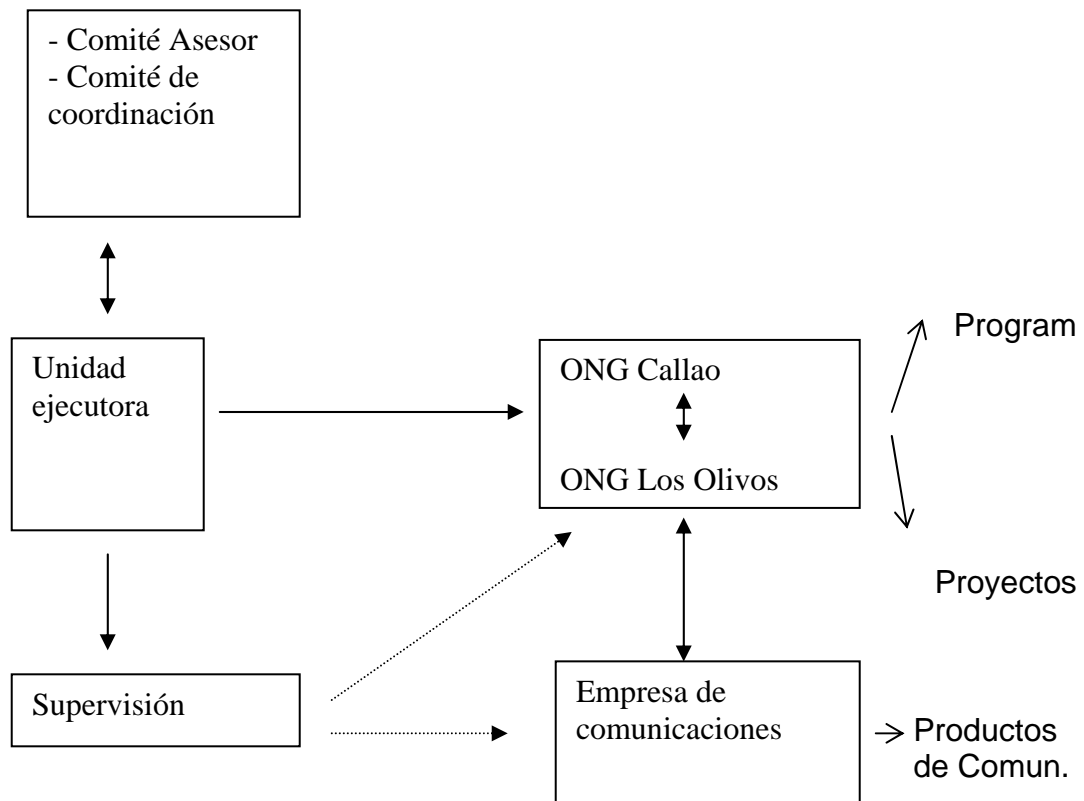 - Comité Asesor
- Comité de
coordinación
Unidad
ejecutora
ONG Callao
ONG Los Olivos
Program
Proyectos
Supervisión
Empresa de
comunicaciones
Productos
de Comun.